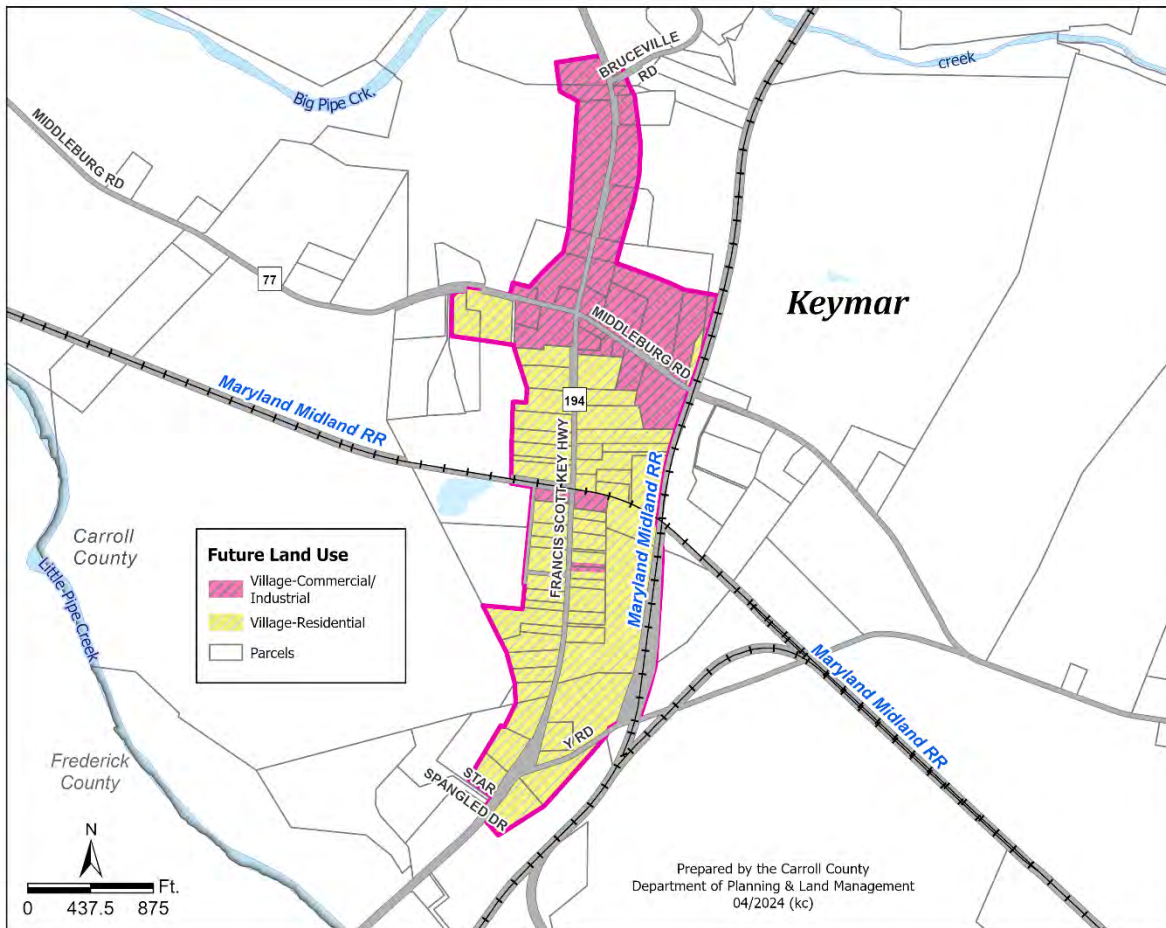 BRUCEVILLE
RD
creek
Big Pipe Crk.
MIDDLEBURG RD
77
Keymar
MIDDLEBURG RD
194
Maryland Midland RR
FRANCIS SCOTT KEY HWY
Maryland Midland RR
Carroll
County
Little Pipe Creek
Future Land Use
Village-Commercial/
Industrial
Village-Residential
Parcels
Maryland Midland RR
Y RD
Frederick
County
STAR
SPANGLED DR
N
Ft.
0 437.5 875
Prepared by the Carroll County
Department of Planning & Land Management
04/2024 (kc)